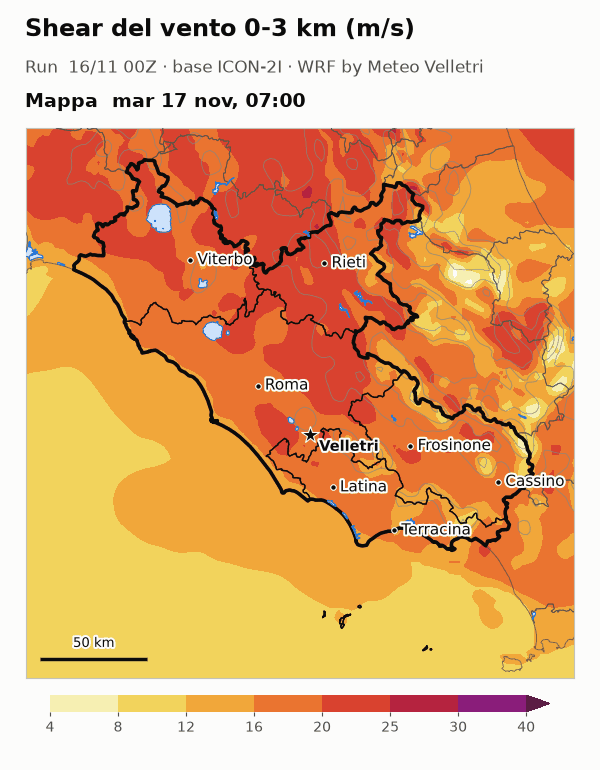 Shear del vento 0-3 km (m/s)
Run  16/11 00Z · base ICON-2I · WRF by Meteo Velletri
Mappa  mar 17 nov, 07:00
Viterbo
Rieti
Roma
Velletri
Frosinone
Cassino
Latina
Terracina
50 km
4 8 12 16 20 25 30 40